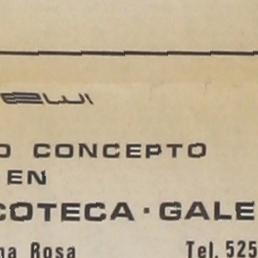 O CONCEPTO
EN
COTECA · GALE
na Rosa Tel. 525